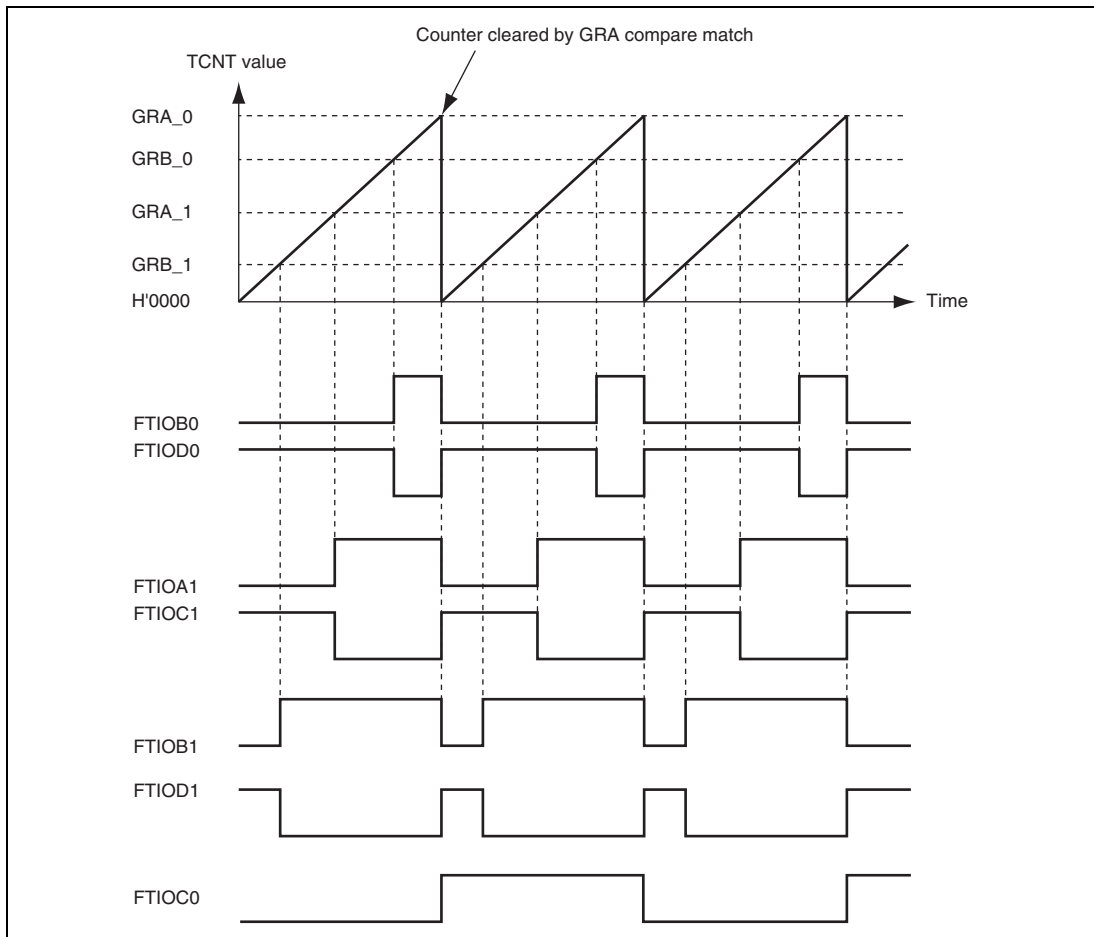 Counter cleared by GRA compare match
TCNT value
GRA_0
GRB_0
GRA_1
GRB_1
H'0000
Time
FTIOB0
FTIOD0
FTIOA1
FTIOC1
FTIOB1
FTIOD1
FTIOC0